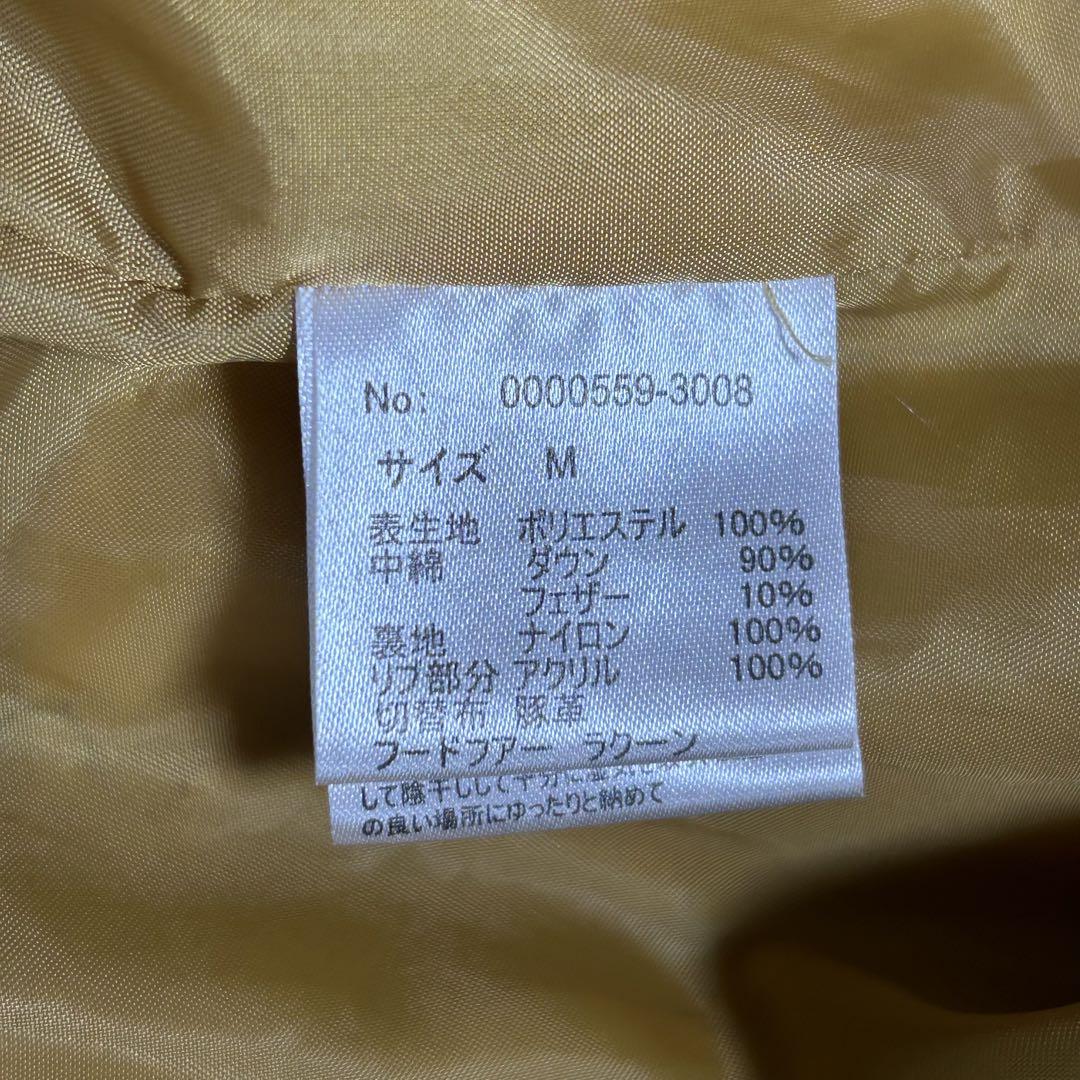 No: 0000559-3008
サイズ M
表生地 ポリエステル 100%
中綿 ダウン 90%
フェザー 10%
裏地 ナイロン 100%
リブ部分 アクリル 100%
切替布 豚革
フードファー ラクーン
して陰干しして
の良い場所にゆったりと納めて